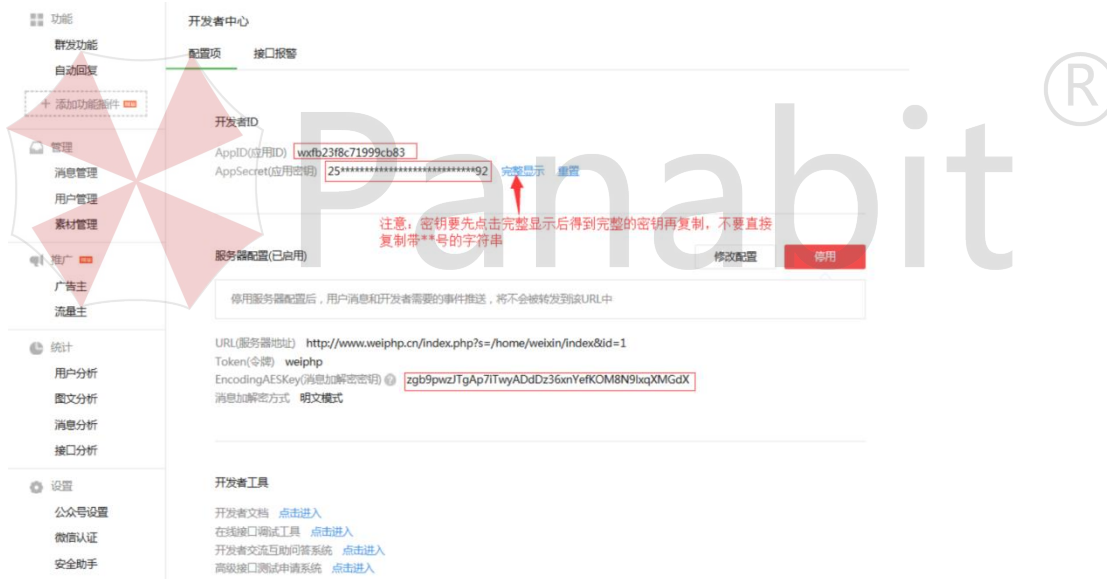 功能
群发功能
自动回复
+ 添加功能插件
管理
消息管理
用户管理
素材管理
推广
广告主
流量主
统计
用户分析
图文分析
消息分析
接口分析
设置
公众号设置
微信认证
安全助手
开发者中心
配置项 接口报警
开发者ID
AppID(应用ID) wxfb23f8c71999cb83
AppSecret(应用密钥) 25****************************92 完整显示 重置
注意：密钥要先点击完整显示后得到完整的密钥再复制，不要直接
复制带**号的字符串
服务器配置(已启用) 修改配置 停用
停用服务器配置后，用户消息和开发者需要的事件推送，将不会被转发到该URL中
URL(服务器地址) http://www.weiphp.cn/index.php?s=/home/weixin/index&id=1
Token(令牌) weiphp
EncodingAESKey(消息加解密密钥) ? zgb9pwzJTgAp7iTwyADdDz36xnYefKOM8N9lxqXMGdX
消息加解密方式 明文模式
开发者工具
开发者文档 点击进入
在线接口调试工具 点击进入
开发者交流互助问答系统 点击进入
高级接口测试申请系统 点击进入
Panabit®